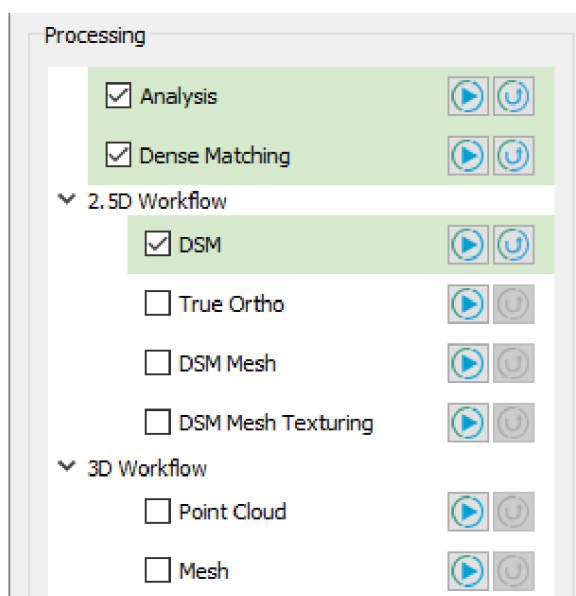 Processing
Analysis
Dense Matching
2.5D Workflow
DSM
True Ortho
DSM Mesh
DSM Mesh Texturing
3D Workflow
Point Cloud
Mesh